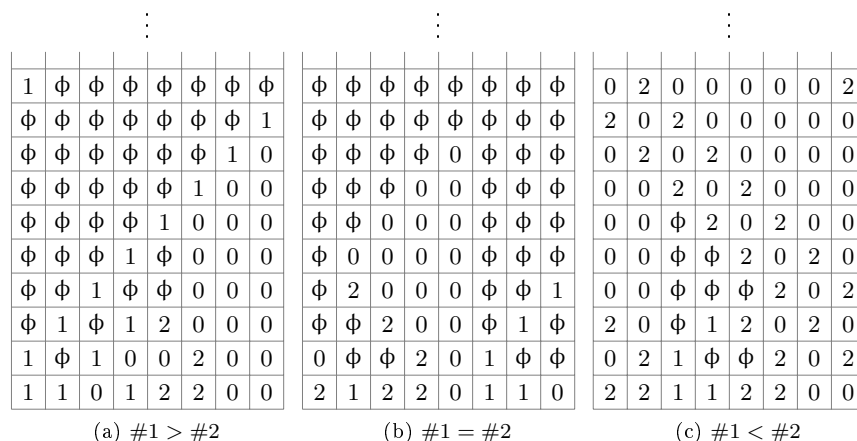 ⋮
1 ϕ ϕ ϕ ϕ ϕ ϕ ϕ
ϕ ϕ ϕ ϕ ϕ ϕ ϕ 1
ϕ ϕ ϕ ϕ ϕ ϕ 1 0
ϕ ϕ ϕ ϕ ϕ 1 0 0
ϕ ϕ ϕ ϕ 1 0 0 0
ϕ ϕ ϕ 1 ϕ 0 0 0
ϕ ϕ 1 ϕ ϕ 0 0 0
ϕ 1 ϕ 1 2 0 0 0
1 ϕ 1 0 0 2 0 0
1 1 0 1 2 2 0 0
(a) #1 > #2
⋮
ϕ ϕ ϕ ϕ ϕ ϕ ϕ ϕ
ϕ ϕ ϕ ϕ ϕ ϕ ϕ ϕ
ϕ ϕ ϕ ϕ 0 ϕ ϕ ϕ
ϕ ϕ ϕ 0 0 ϕ ϕ ϕ
ϕ ϕ 0 0 0 ϕ ϕ ϕ
ϕ 0 0 0 0 ϕ ϕ ϕ
ϕ 2 0 0 0 ϕ ϕ 1
ϕ ϕ 2 0 0 ϕ 1 ϕ
0 ϕ ϕ 2 0 1 ϕ ϕ
2 1 2 2 0 1 1 0
(b) #1 = #2
⋮
0 2 0 0 0 0 0 2
2 0 2 0 0 0 0 0
0 2 0 2 0 0 0 0
0 0 2 0 2 0 0 0
0 0 ϕ 2 0 2 0 0
0 0 ϕ ϕ 2 0 2 0
0 0 ϕ ϕ ϕ 2 0 2
2 0 ϕ 1 2 0 2 0
0 2 1 ϕ ϕ 2 0 2
2 2 1 1 2 2 0 0
(c) #1 < #2